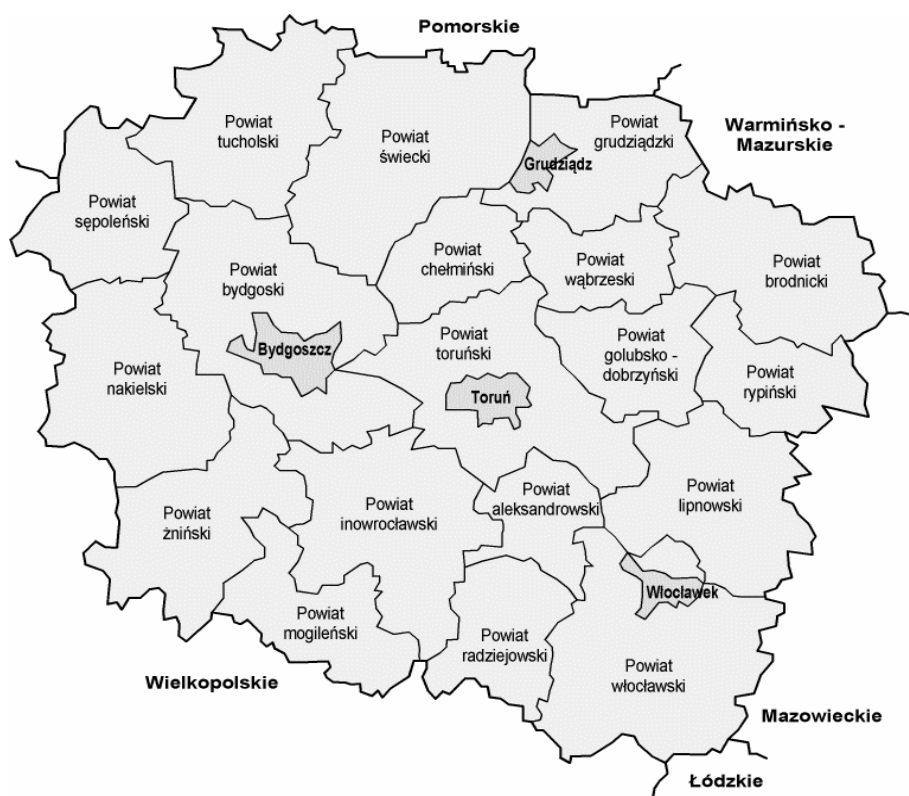 Pomorskie
Powiat
tucholski
Powiat
świecki
Powiat
grudziądzki
Warmińsko -
Mazurskie
Grudziądz
Powiat
sępoleński
Powiat
bydgoski
Powiat
chełmiński
Powiat
wąbrzeski
Powiat
brodnicki
Bydgoszcz
Powiat
toruński
Powiat
golubsko -
dobrzyński
Powiat
nakielski
Toruń
Powiat
rypiński
Powiat
żniński
Powiat
inowrocławski
Powiat
aleksandrowski
Powiat
lipnowski
Włocławek
Powiat
mogileński
Powiat
radziejowski
Powiat
włocławski
Wielkopolskie
Mazowieckie
Łódzkie